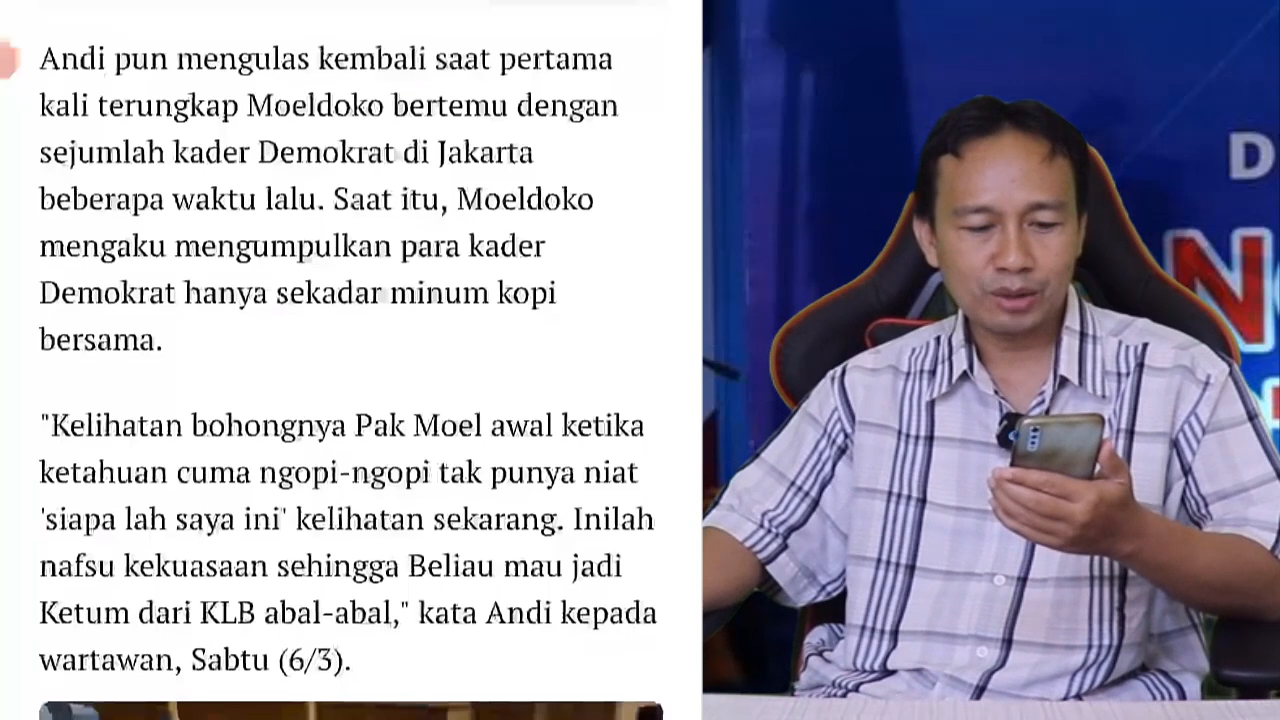 Andi pun mengulas kembali saat pertama
kali terungkap Moeldoko bertemu dengan
sejumlah kader Demokrat di Jakarta
beberapa waktu lalu. Saat itu, Moeldoko
mengaku mengumpulkan para kader
Demokrat hanya sekadar minum kopi
bersama.
"Kelihatan bohongnya Pak Moel awal ketika
ketahuan cuma ngopi-ngopi tak punya niat
'siapa lah saya ini' kelihatan sekarang. Inilah
nafsu kekuasaan sehingga Beliau mau jadi
Ketum dari KLB abal-abal," kata Andi kepada
wartawan, Sabtu (6/3).
D
N